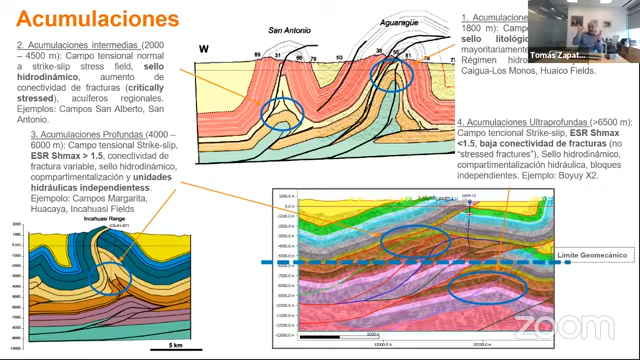 Acumulaciones
2. Acumulaciones intermedias (2000
– 4500 m): Campo tensional normal
a strike-slip stress field, sello
hidrodinámico, aumento de
conectividad de fracturas (critically
stressed), acuíferos regionales.
Ejemplos: Campos San Alberto, San
Antonio.
3. Acumulaciones Profundas (4000 –
6000 m): Campo tensional Strike-slip,
ESR Shmax > 1.5, conectividad de
fractura variable, sello hidrodinámico,
compmpartimentalización y unidades
hidráulicas independientess.
Ejempolo: Campos Margarita,
Huacaya, Incahuasi Fields
San Antonio
Aguaragüe
W
1. Acumulacione
1800 m): Campo
sello litológic
mayoritariamente
Régimen hidro
Caigua-Los Monos, Huaico Fields.
Tomás Zapat...
4. Acumulaciones Ultraprofundas (>6500 m):
Campo tensional Strike-slip, ESR Shmax
<1.5, baja conectividad de fracturas (no
"stressed fractures"), Sello hidrodinámico,
compartimentalización hidráulica, bloques
independientes. Ejemplo: Boyuy X2.
Límite Geomecánico
Incahuasi Range
5 km
zoom